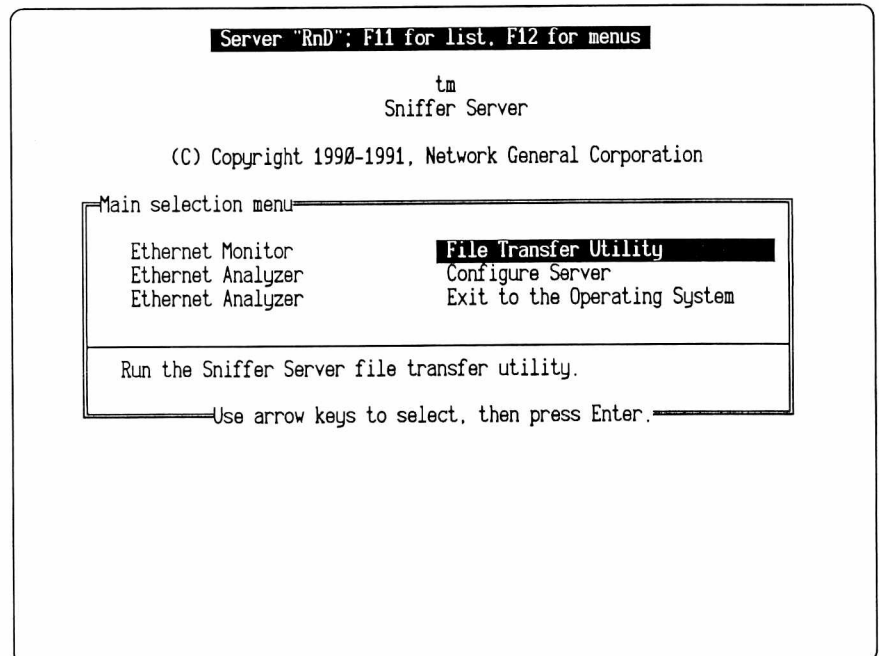 Server "RnD"; F11 for list, F12 for menus
tm
Sniffer Server
(C) Copyright 1990-1991, Network General Corporation
Main selection menu
Ethernet Monitor File Transfer Utility
Ethernet Analyzer Configure Server
Ethernet Analyzer Exit to the Operating System
Run the Sniffer Server file transfer utility.
Use arrow keys to select, then press Enter.